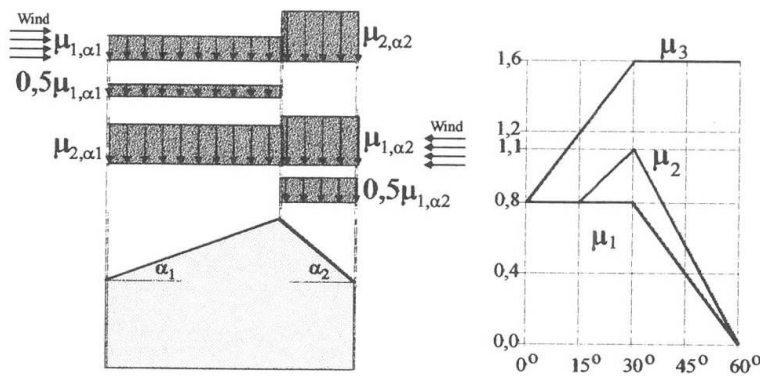 Wind
μ1,α1
μ2,α2
0,5μ1,α1
μ2,α1
μ1,α2
Wind
0,5μ1,α2
α1
α2
1,6
μ3
1,2
1,1
μ2
0,8
μ1
0,4
0,0
0° 15° 30° 45° 60°